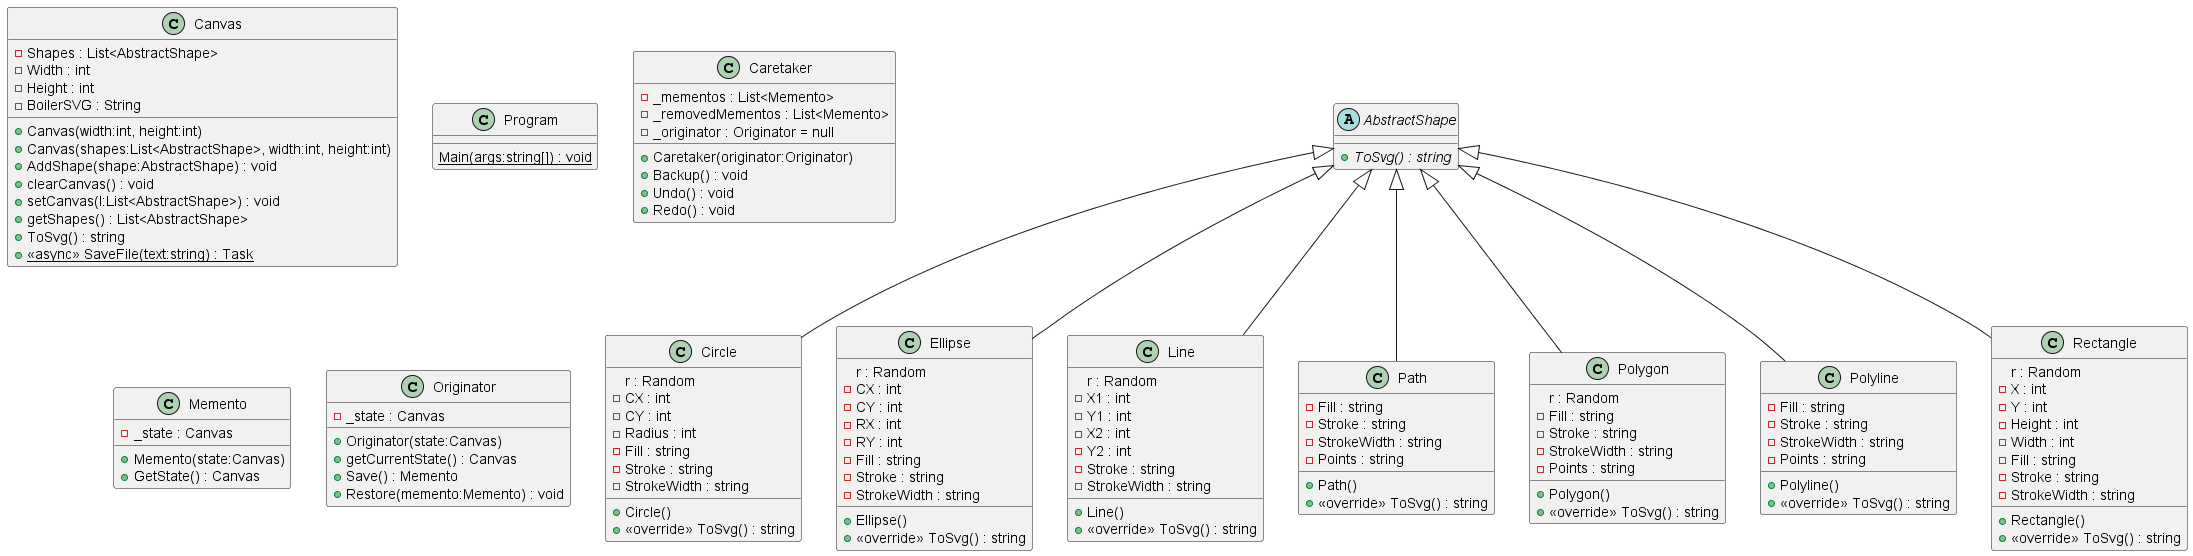 C Canvas
Shapes : List<AbstractShape>
Width : int
Height : int
BoilerSVG : String
Canvas(width:int, height:int)
Canvas(shapes:List<AbstractShape>, width:int, height:int)
AddShape(shape:AbstractShape) : void
clearCanvas() : void
setCanvas(l:List<AbstractShape>) : void
getShapes() : List<AbstractShape>
ToSvg() : string
«async» SaveFile(text:string) : Task
C Program
Main(args:string[]) : void
C Caretaker
_mementos : List<Memento>
_removedMementos : List<Memento>
_originator : Originator = null
Caretaker(originator:Originator)
Backup() : void
Undo() : void
Redo() : void
A AbstractShape
ToSvg() : string
C Memento
_state : Canvas
Memento(state:Canvas)
GetState() : Canvas
C Originator
_state : Canvas
Originator(state:Canvas)
getCurrentState() : Canvas
Save() : Memento
Restore(memento:Memento) : void
C Circle
r : Random
CX : int
CY : int
Radius : int
Fill : string
Stroke : string
StrokeWidth : string
Circle()
«override» ToSvg() : string
C Ellipse
r : Random
CX : int
CY : int
RX : int
RY : int
Fill : string
Stroke : string
StrokeWidth : string
Ellipse()
«override» ToSvg() : string
C Line
r : Random
X1 : int
Y1 : int
X2 : int
Y2 : int
Stroke : string
StrokeWidth : string
Line()
«override» ToSvg() : string
C Path
Fill : string
Stroke : string
StrokeWidth : string
Points : string
Path()
«override» ToSvg() : string
C Polygon
r : Random
Fill : string
Stroke : string
StrokeWidth : string
Points : string
Polygon()
«override» ToSvg() : string
C Polyline
Fill : string
Stroke : string
StrokeWidth : string
Points : string
Polyline()
«override» ToSvg() : string
C Rectangle
r : Random
X : int
Y : int
Height : int
Width : int
Fill : string
Stroke : string
StrokeWidth : string
Rectangle()
«override» ToSvg() : string